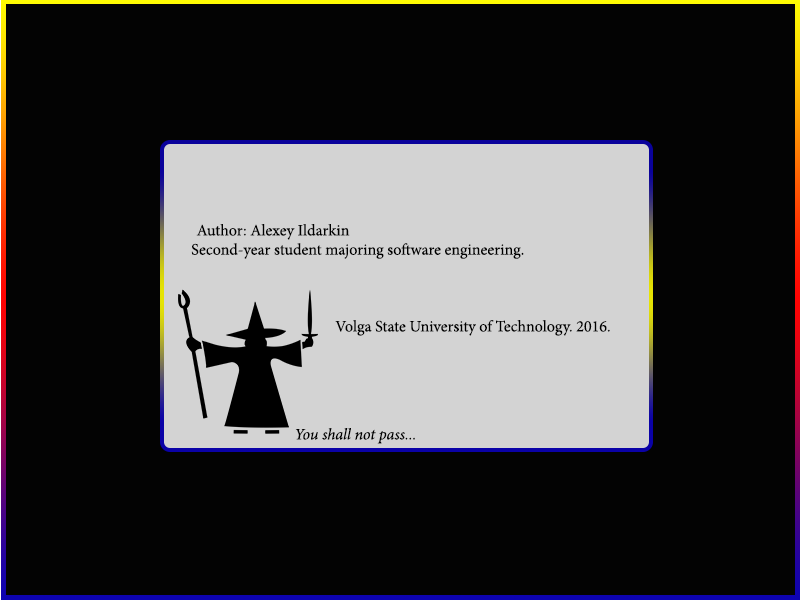 Author: Alexey Ildarkin
Second-year student majoring software engineering.
Volga State University of Technology. 2016.
You shall not pass...